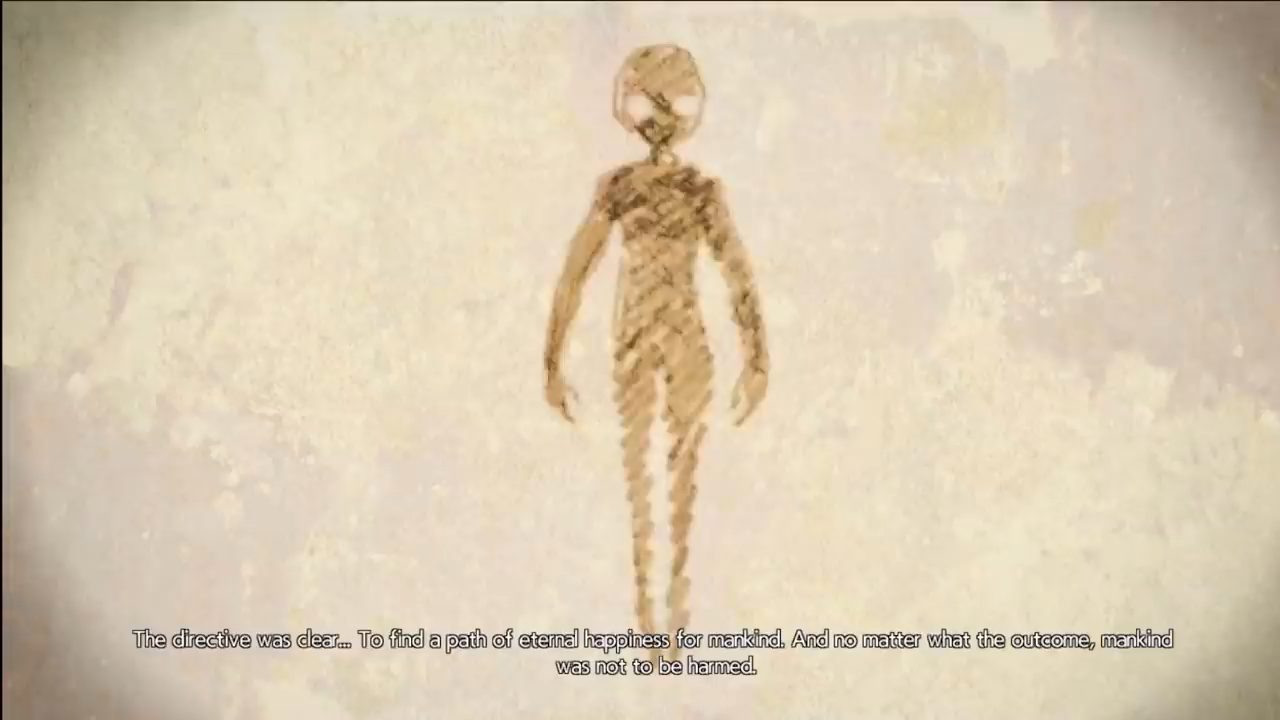 The directive was clear... To find a path of eternal happiness for mankind. And no matter what the outcome, mankind
was not to be harmed.